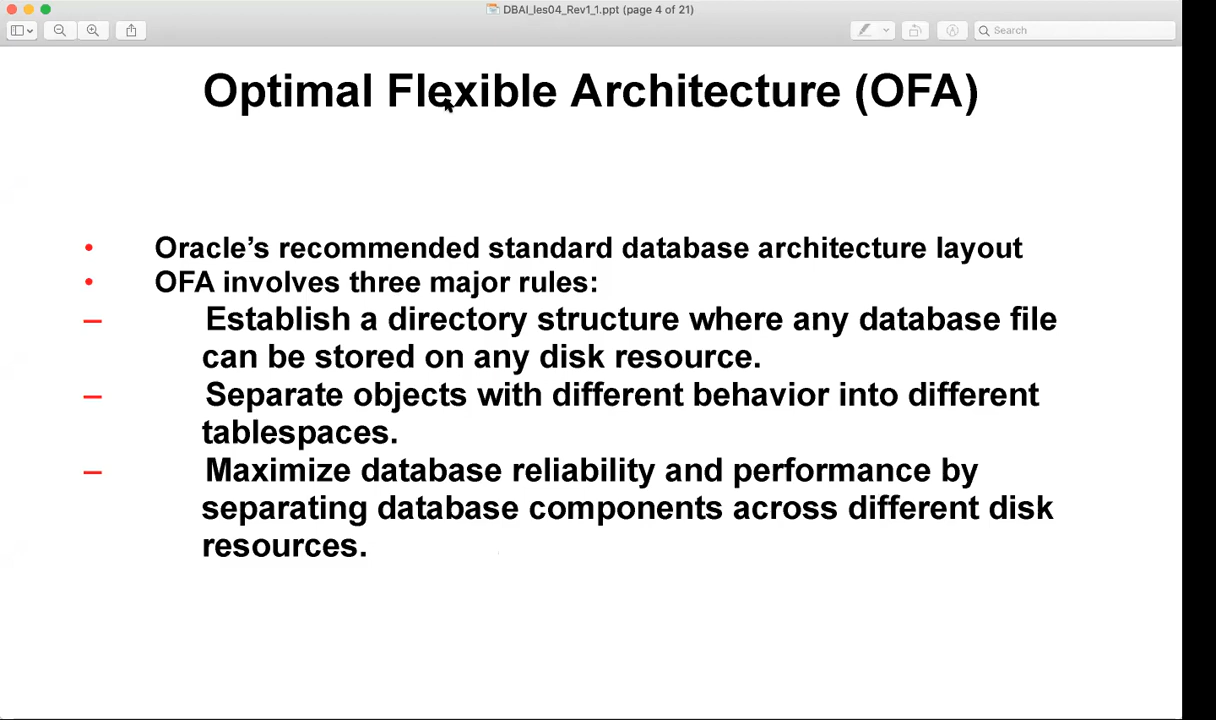 DBAI_les04_Rev1_1.ppt (page 4 of 21)
Search
Optimal Flexible Architecture (OFA)
• Oracle’s recommended standard database architecture layout
• OFA involves three major rules:
– Establish a directory structure where any database file
can be stored on any disk resource.
– Separate objects with different behavior into different
tablespaces.
– Maximize database reliability and performance by
separating database components across different disk
resources.